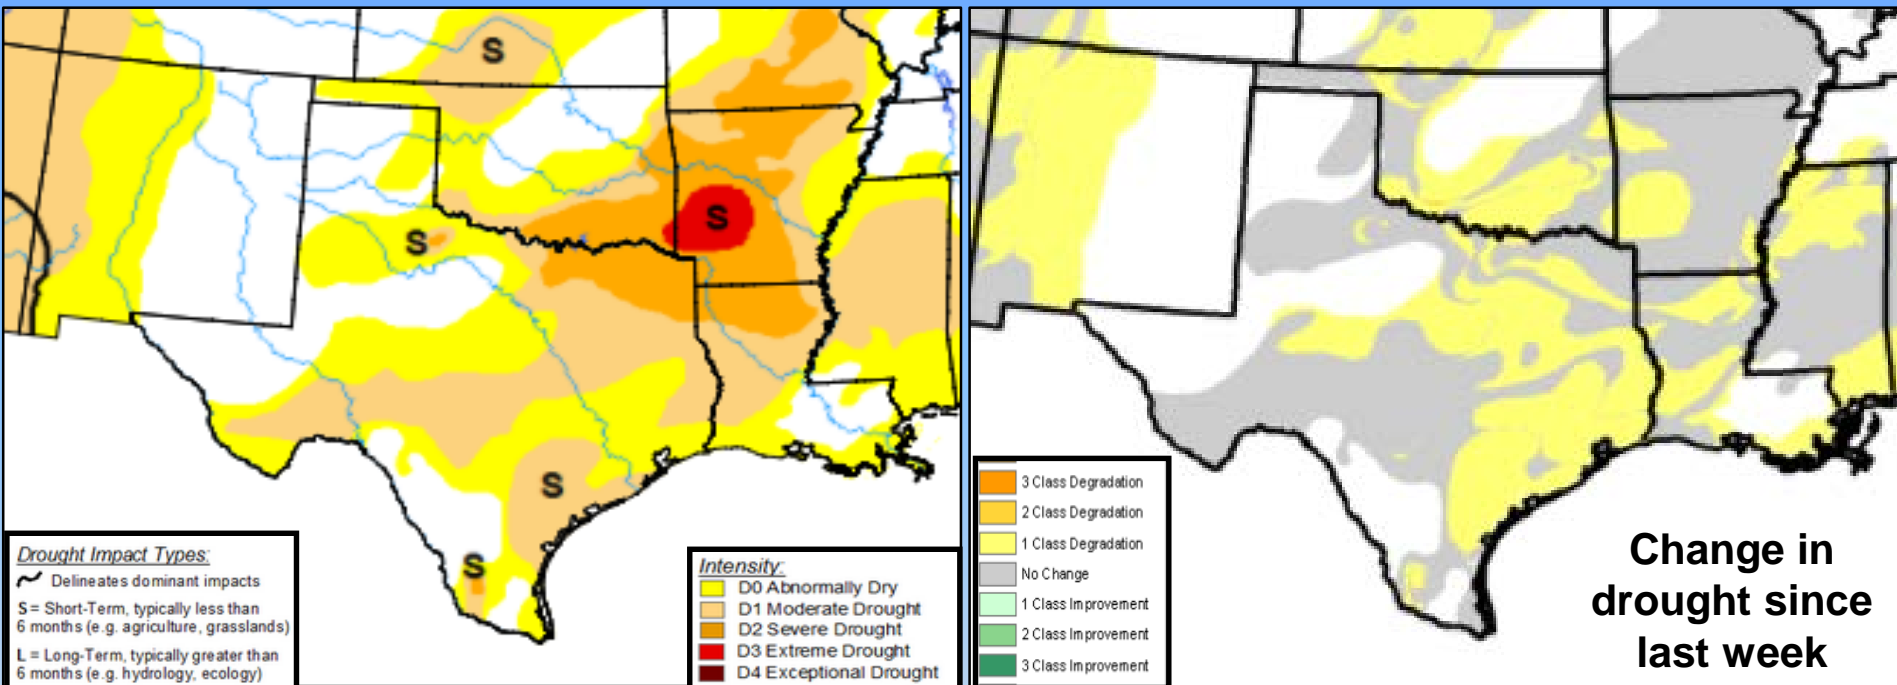 S
S
S
S
S
Drought Impact Types:
Delineates dominant impacts
S = Short-Term, typically less than
6 months (e.g. agriculture, grasslands)
L = Long-Term, typically greater than
6 months (e.g. hydrology, ecology)
Intensity:
D0 Abnormally Dry
D1 Moderate Drought
D2 Severe Drought
D3 Extreme Drought
D4 Exceptional Drought
3 Class Degradation
2 Class Degradation
1 Class Degradation
No Change
1 Class Improvement
2 Class Improvement
3 Class Improvement
Change in
drought since
last week